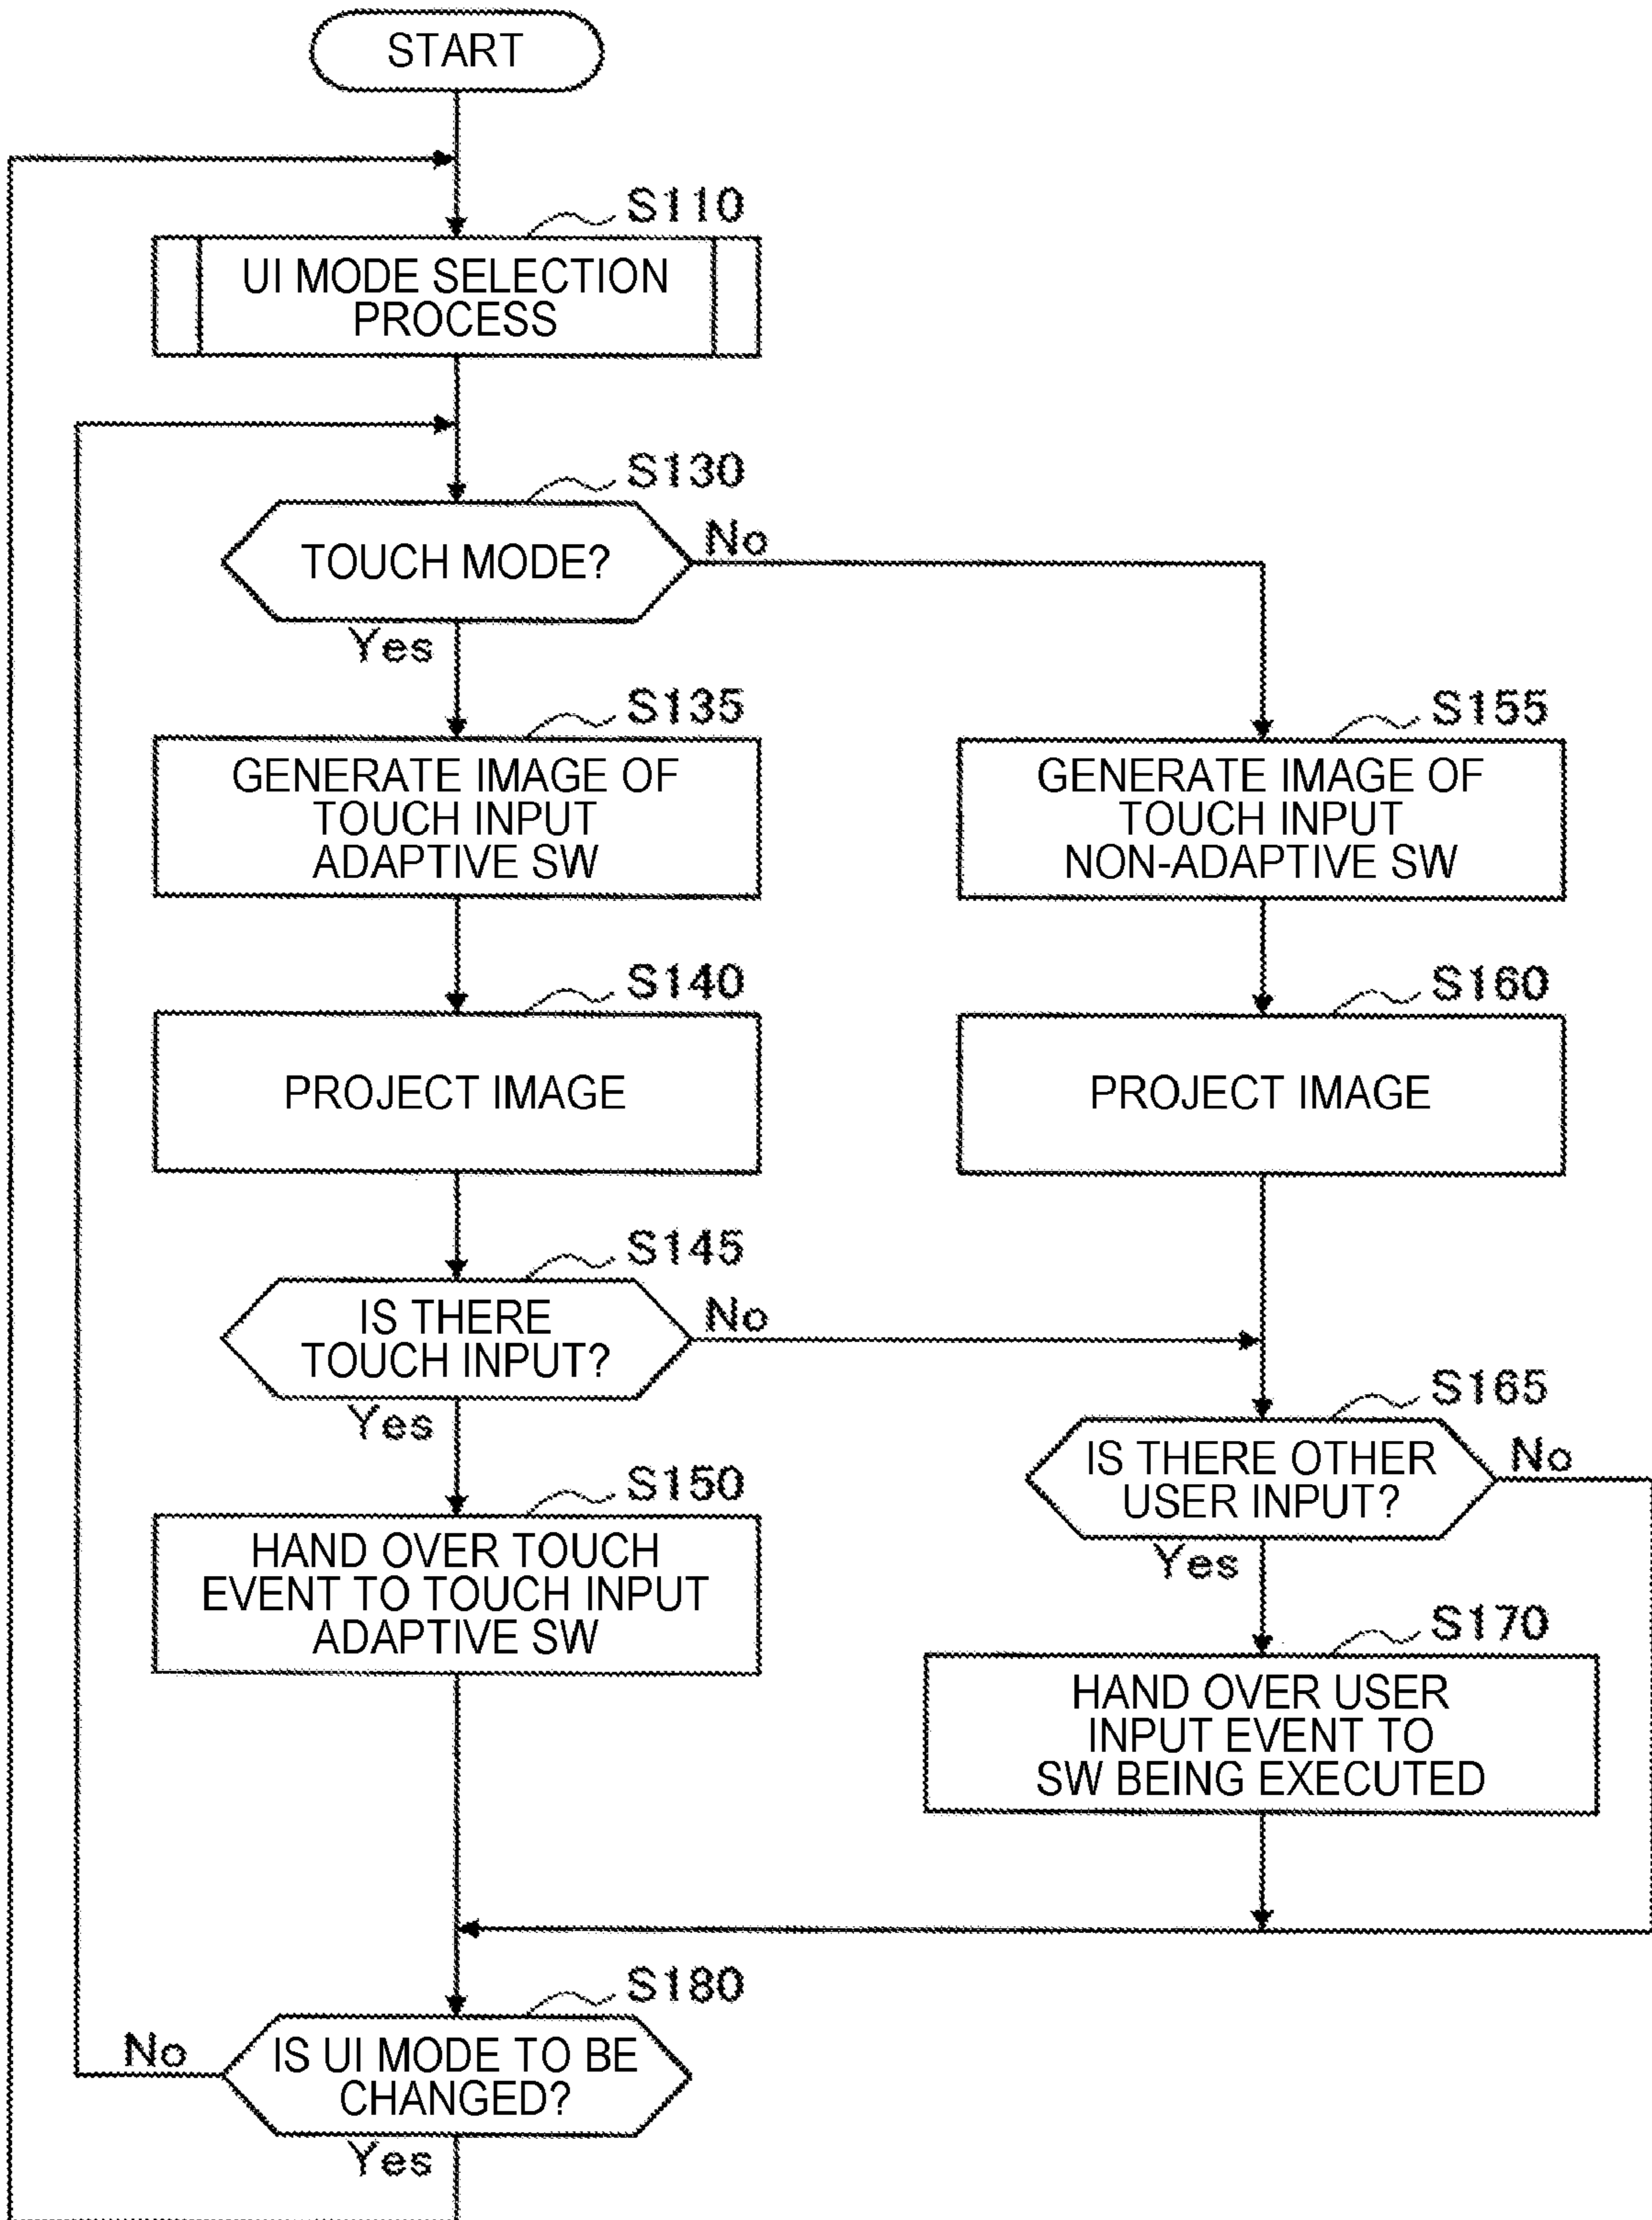 START
S110
UI MODE SELECTION
PROCESS
S130
TOUCH MODE?
No
Yes
S135
GENERATE IMAGE OF
TOUCH INPUT
ADAPTIVE SW
S155
GENERATE IMAGE OF
TOUCH INPUT
NON-ADAPTIVE SW
S140
PROJECT IMAGE
S160
PROJECT IMAGE
S145
IS THERE
TOUCH INPUT?
No
Yes
S165
IS THERE OTHER
USER INPUT?
No
Yes
S150
HAND OVER TOUCH
EVENT TO TOUCH INPUT
ADAPTIVE SW
S170
HAND OVER USER
INPUT EVENT TO
SW BEING EXECUTED
S180
IS UI MODE TO BE
CHANGED?
No
Yes